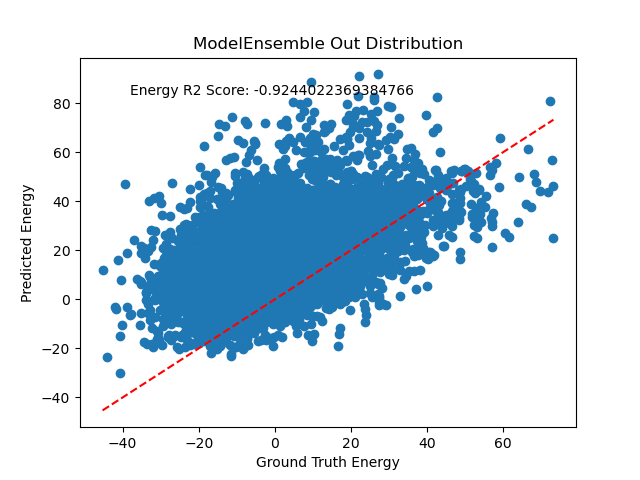 ModelEnsemble Out Distribution
Energy R2 Score: -0.9244022369384766
Predicted Energy
80
60
40
20
0
−20
−40
−40 −20 0 20 40 60
Ground Truth Energy